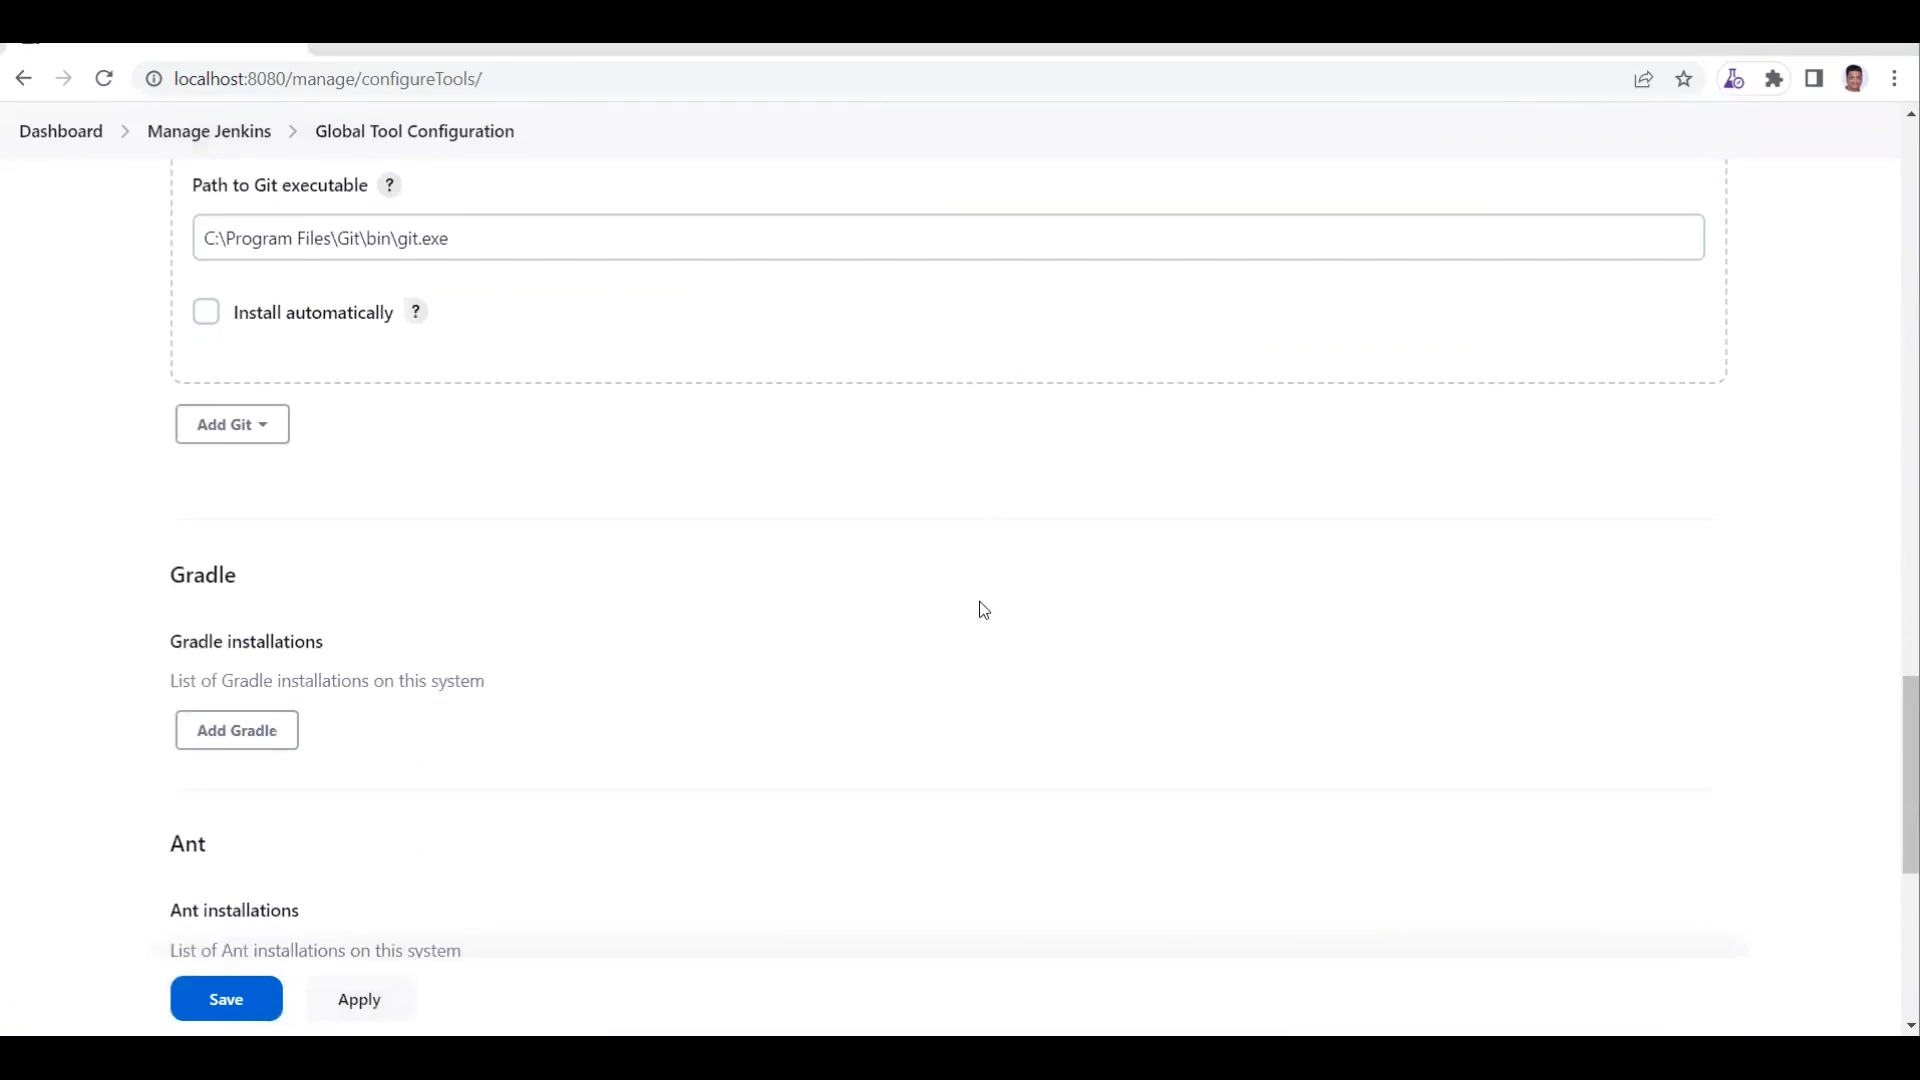 localhost:8080/manage/configureTools/
Dashboard > Manage Jenkins > Global Tool Configuration
Path to Git executable ?
C:\Program Files\Git\bin\git.exe
Install automatically ?
Add Git
Gradle
Gradle installations
List of Gradle installations on this system
Add Gradle
Ant
Ant installations
List of Ant installations on this system
Save Apply